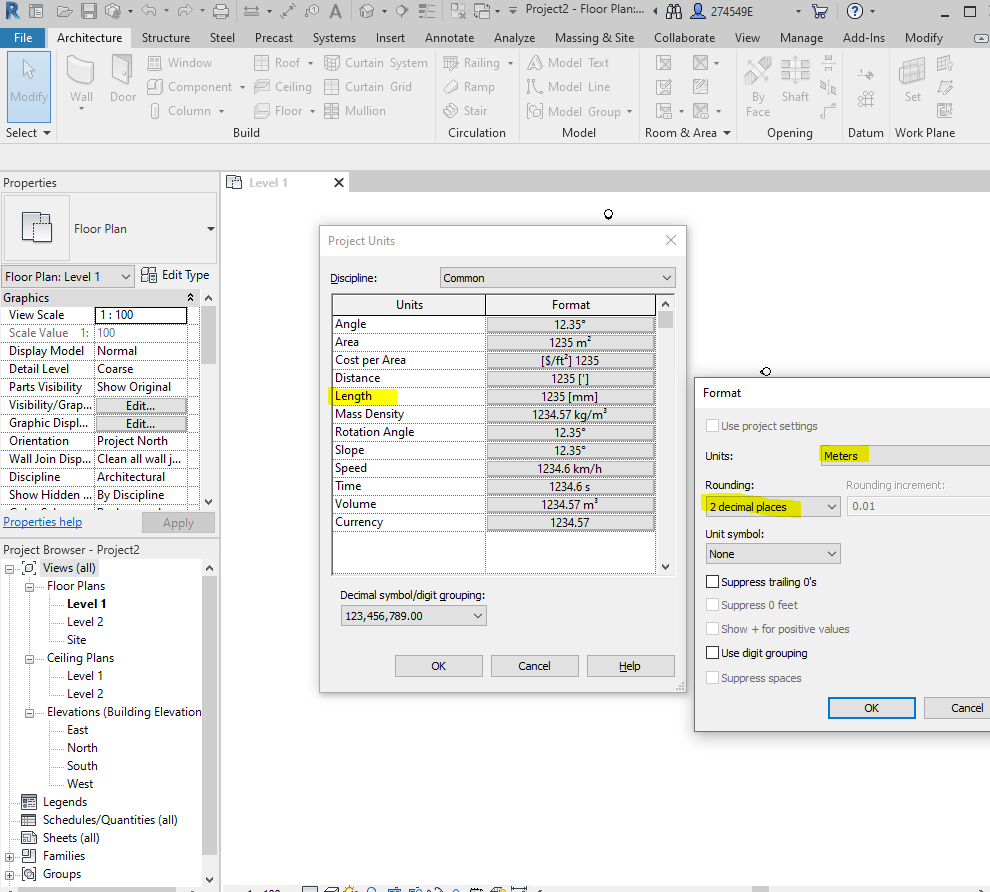 Project2 - Floor Plan:...
274549E
File Architecture Structure Steel Precast Systems Insert Annotate Analyze Massing & Site Collaborate View Manage Add-Ins Modify
Modify
Wall
Door
Window
Component
Column
Roof
Ceiling
Floor
Curtain System
Curtain Grid
Mullion
Railing
Ramp
Stair
Model Text
Model Line
Model Group
By
Face
Shaft
Set
Select
Build
Circulation
Model
Room & Area
Opening
Datum
Work Plane
Properties
Floor Plan
Floor Plan: Level 1
Edit Type
Graphics
View Scale 1 : 100
Scale Value 1: 100
Display Model Normal
Detail Level Coarse
Parts Visibility Show Original
Visibility/Grap... Edit...
Graphic Displ... Edit...
Orientation Project North
Wall Join Disp... Clean all wall j...
Discipline Architectural
Show Hidden ... By Discipline
Properties help
Apply
Project Browser - Project2
Views (all)
Floor Plans
Level 1
Level 2
Site
Ceiling Plans
Level 1
Level 2
Elevations (Building Elevation
East
North
South
West
Legends
Schedules/Quantities (all)
Sheets (all)
Families
Groups
Level 1
Project Units
Discipline: Common
Units Format
Angle 12.35°
Area 1235 m²
Cost per Area [$/ft²] 1235
Distance 1235 [']
Length 1235 [mm]
Mass Density 1234.57 kg/m³
Rotation Angle 12.35°
Slope 12.35°
Speed 1234.6 km/h
Time 1234.6 s
Volume 1234.57 m³
Currency 1234.57
Decimal symbol/digit grouping:
123,456,789.00
OK Cancel Help
Format
Use project settings
Units: Meters
Rounding: Rounding increment:
2 decimal places 0.01
Unit symbol:
None
Suppress trailing 0's
Suppress 0 feet
Show + for positive values
Use digit grouping
Suppress spaces
OK Cancel